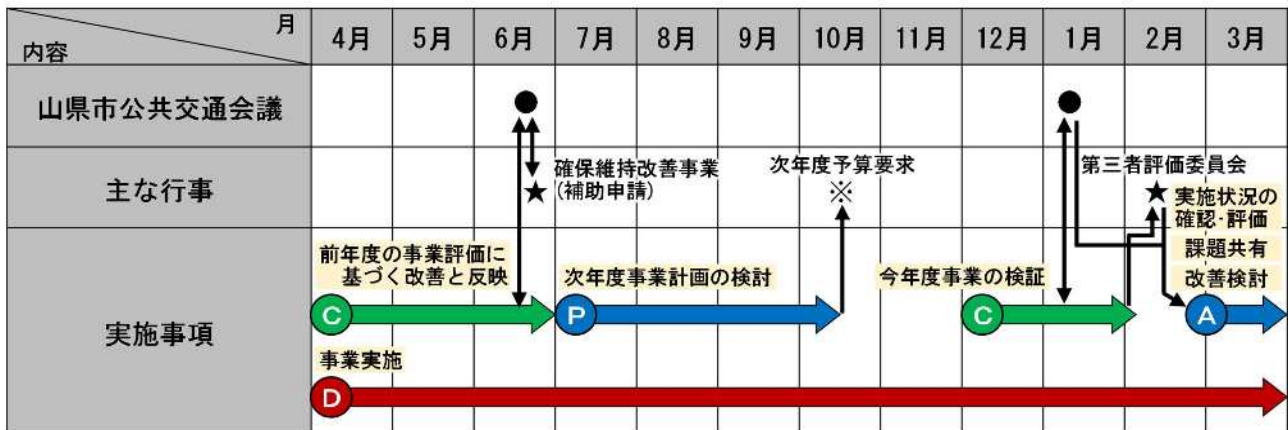 月
内容
4月 5月 6月 7月 8月 9月 10月 11月 12月 1月 2月 3月
山県市公共交通会議
●
●
主な行事
確保維持改善事業
★(補助申請)
次年度予算要求
※
第三者評価委員会
★
実施状況の
確認・評価
課題共有
改善検討
実施事項
前年度の事業評価に
基づく改善と反映
C
次年度事業計画の検討
P
今年度事業の検証
C
A
事業実施
D